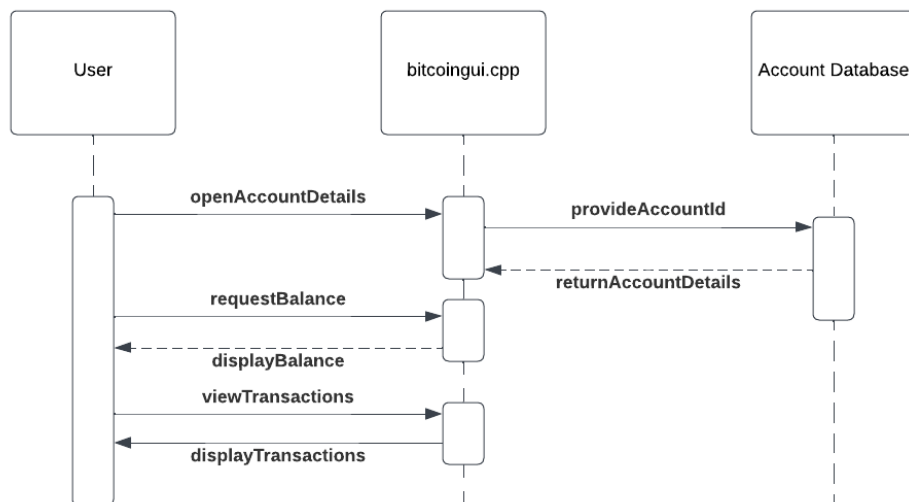 User
bitcoingui.cpp
Account Database
openAccountDetails
provideAccountId
returnAccountDetails
requestBalance
displayBalance
viewTransactions
displayTransactions